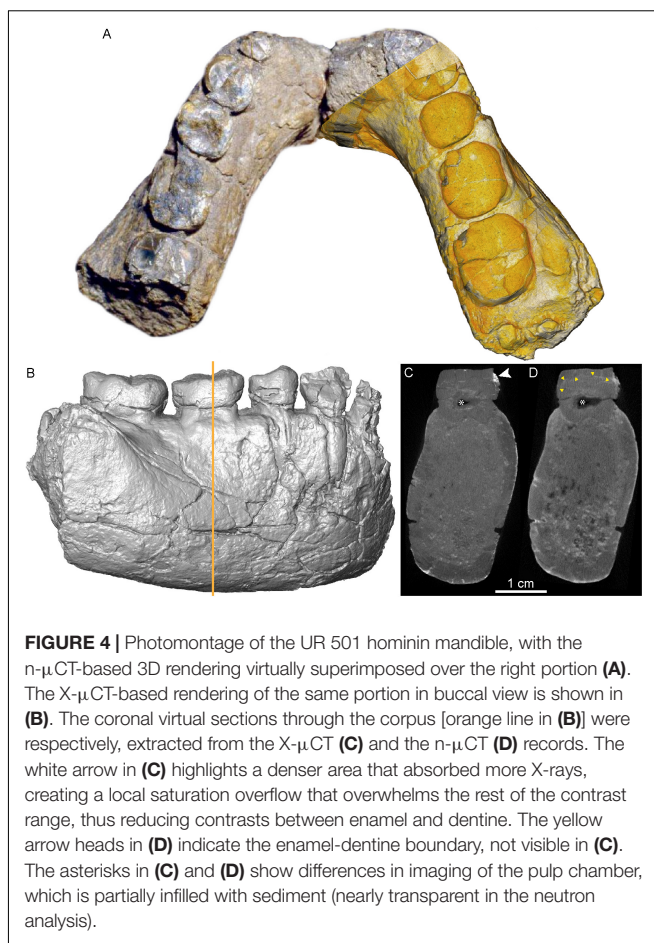 A
B
C
D
*
*
1 cm
FIGURE 4 | Photomontage of the UR 501 hominin mandible, with the
n-μCT-based 3D rendering virtually superimposed over the right portion (A).
The X-μCT-based rendering of the same portion in buccal view is shown in
(B). The coronal virtual sections through the corpus [orange line in (B)] were
respectively, extracted from the X-μCT (C) and the n-μCT (D) records. The
white arrow in (C) highlights a denser area that absorbed more X-rays,
creating a local saturation overflow that overwhelms the rest of the contrast
range, thus reducing contrasts between enamel and dentine. The yellow
arrow heads in (D) indicate the enamel-dentine boundary, not visible in (C).
The asterisks in (C) and (D) show differences in imaging of the pulp chamber,
which is partially infilled with sediment (nearly transparent in the neutron
analysis).